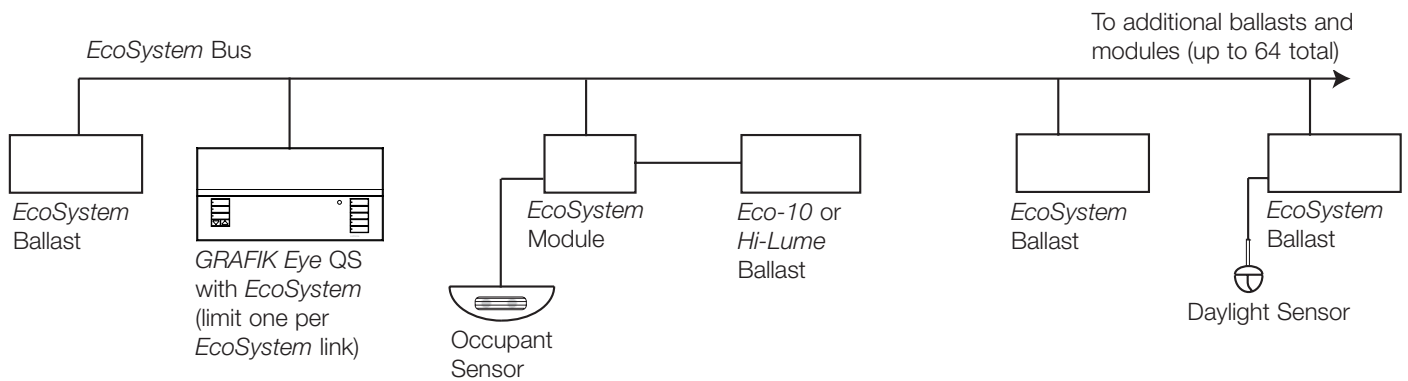 EcoSystem Bus
To additional ballasts and
modules (up to 64 total)
EcoSystem
Ballast
GRAFIK Eye QS
with EcoSystem
(limit one per
EcoSystem link)
EcoSystem
Module
Occupant
Sensor
Eco-10 or
Hi-Lume
Ballast
EcoSystem
Ballast
EcoSystem
Ballast
Daylight Sensor